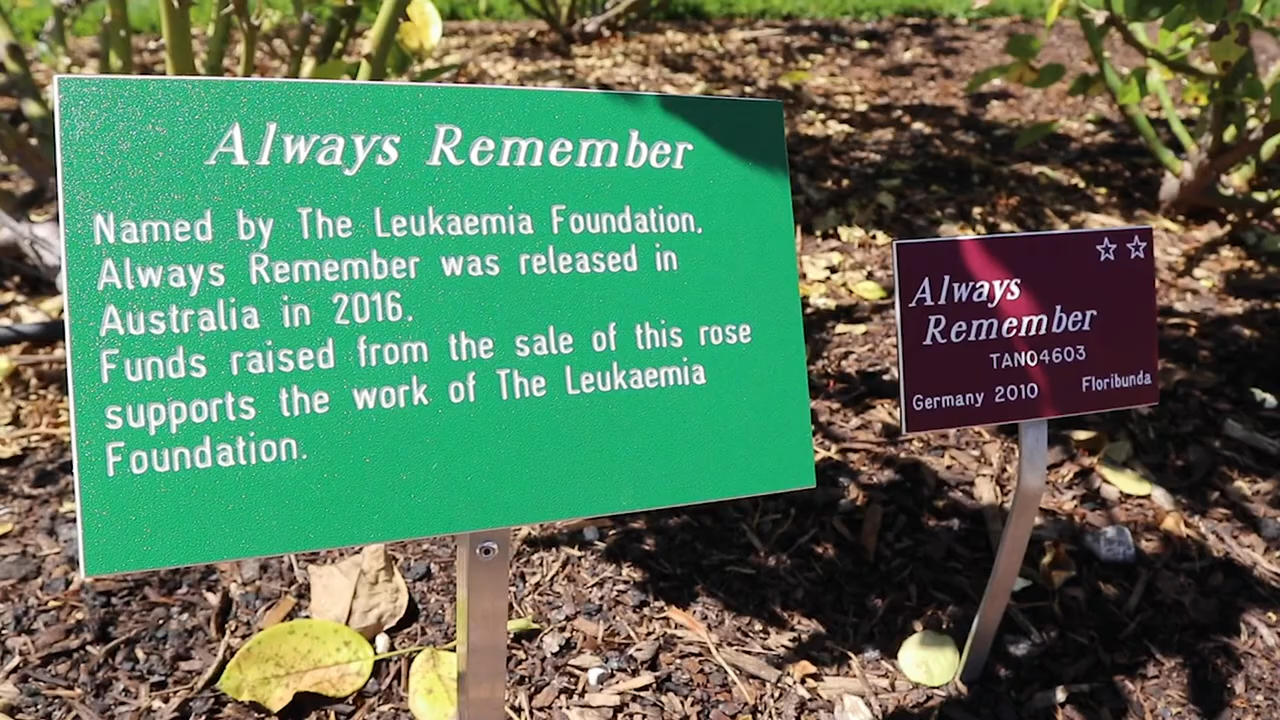 Always Remember
Named by The Leukaemia Foundation,
Always Remember was released in
Australia in 2016.
Funds raised from the sale of this rose
supports the work of The Leukaemia
Foundation.
Always
Remember
TAN04603
Germany 2010 Floribunda